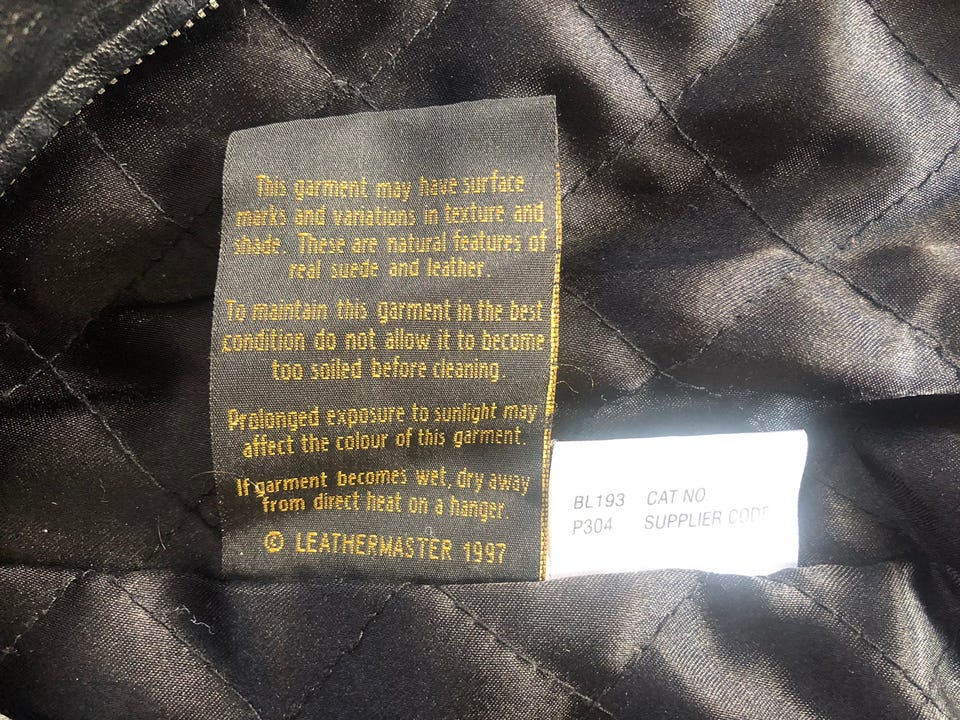 This garment may have surface
marks and variations in texture and
shade. These are natural features of
real suede and leather.
To maintain this garment in the best
condition do not allow it to become
too soiled before cleaning.
Prolonged exposure to sunlight may
affect the colour of this garment.
If garment becomes wet, dry away
from direct heat on a hanger.
© LEATHERMASTER 1997
BL193 CAT NO
P304 SUPPLIER CODE